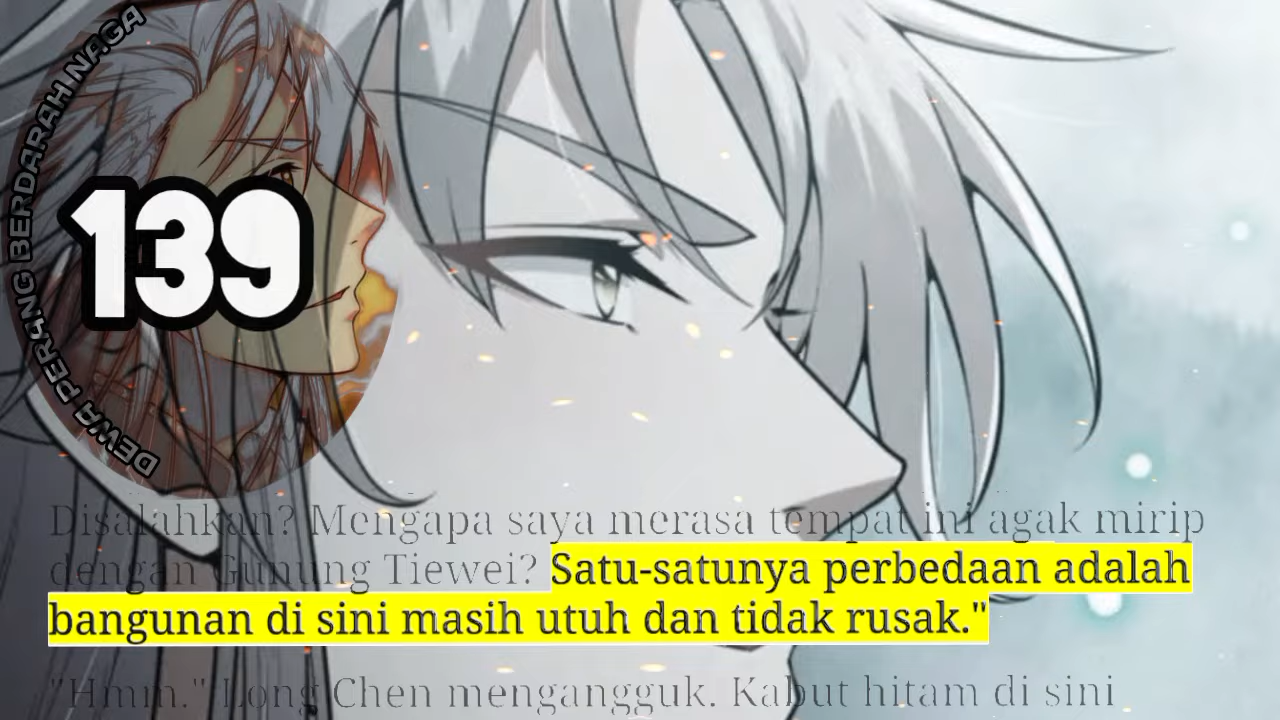 DEWA PERANG BERDARAH NAGA
139
Disalahkan? Mengapa saya merasa tempat ini agak mirip
dengan Gunung Tiewei? Satu-satunya perbedaan adalah
bangunan di sini masih utuh dan tidak rusak."
"Hmm." Long Chen mengangguk. Kabut hitam di sini